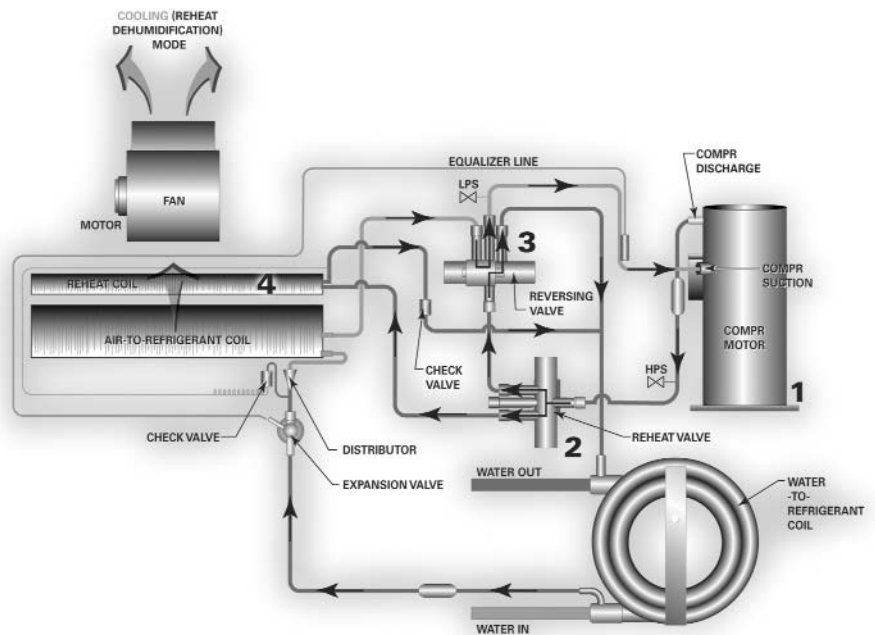 COOLING (REHEAT
DEHUMIDIFICATION)
MODE
MOTOR
FAN
EQUALIZER LINE
LPS
COMPR
DISCHARGE
3
REHEAT COIL
4
REVERSING
VALVE
COMPR
SUCTION
AIR-TO-REFRIGERANT COIL
COMPR
MOTOR
CHECK
VALVE
HPS
1
CHECK VALVE
DISTRIBUTOR
2
REHEAT VALVE
EXPANSION VALVE
WATER OUT
WATER
-TO-
REFRIGERANT
COIL
WATER IN